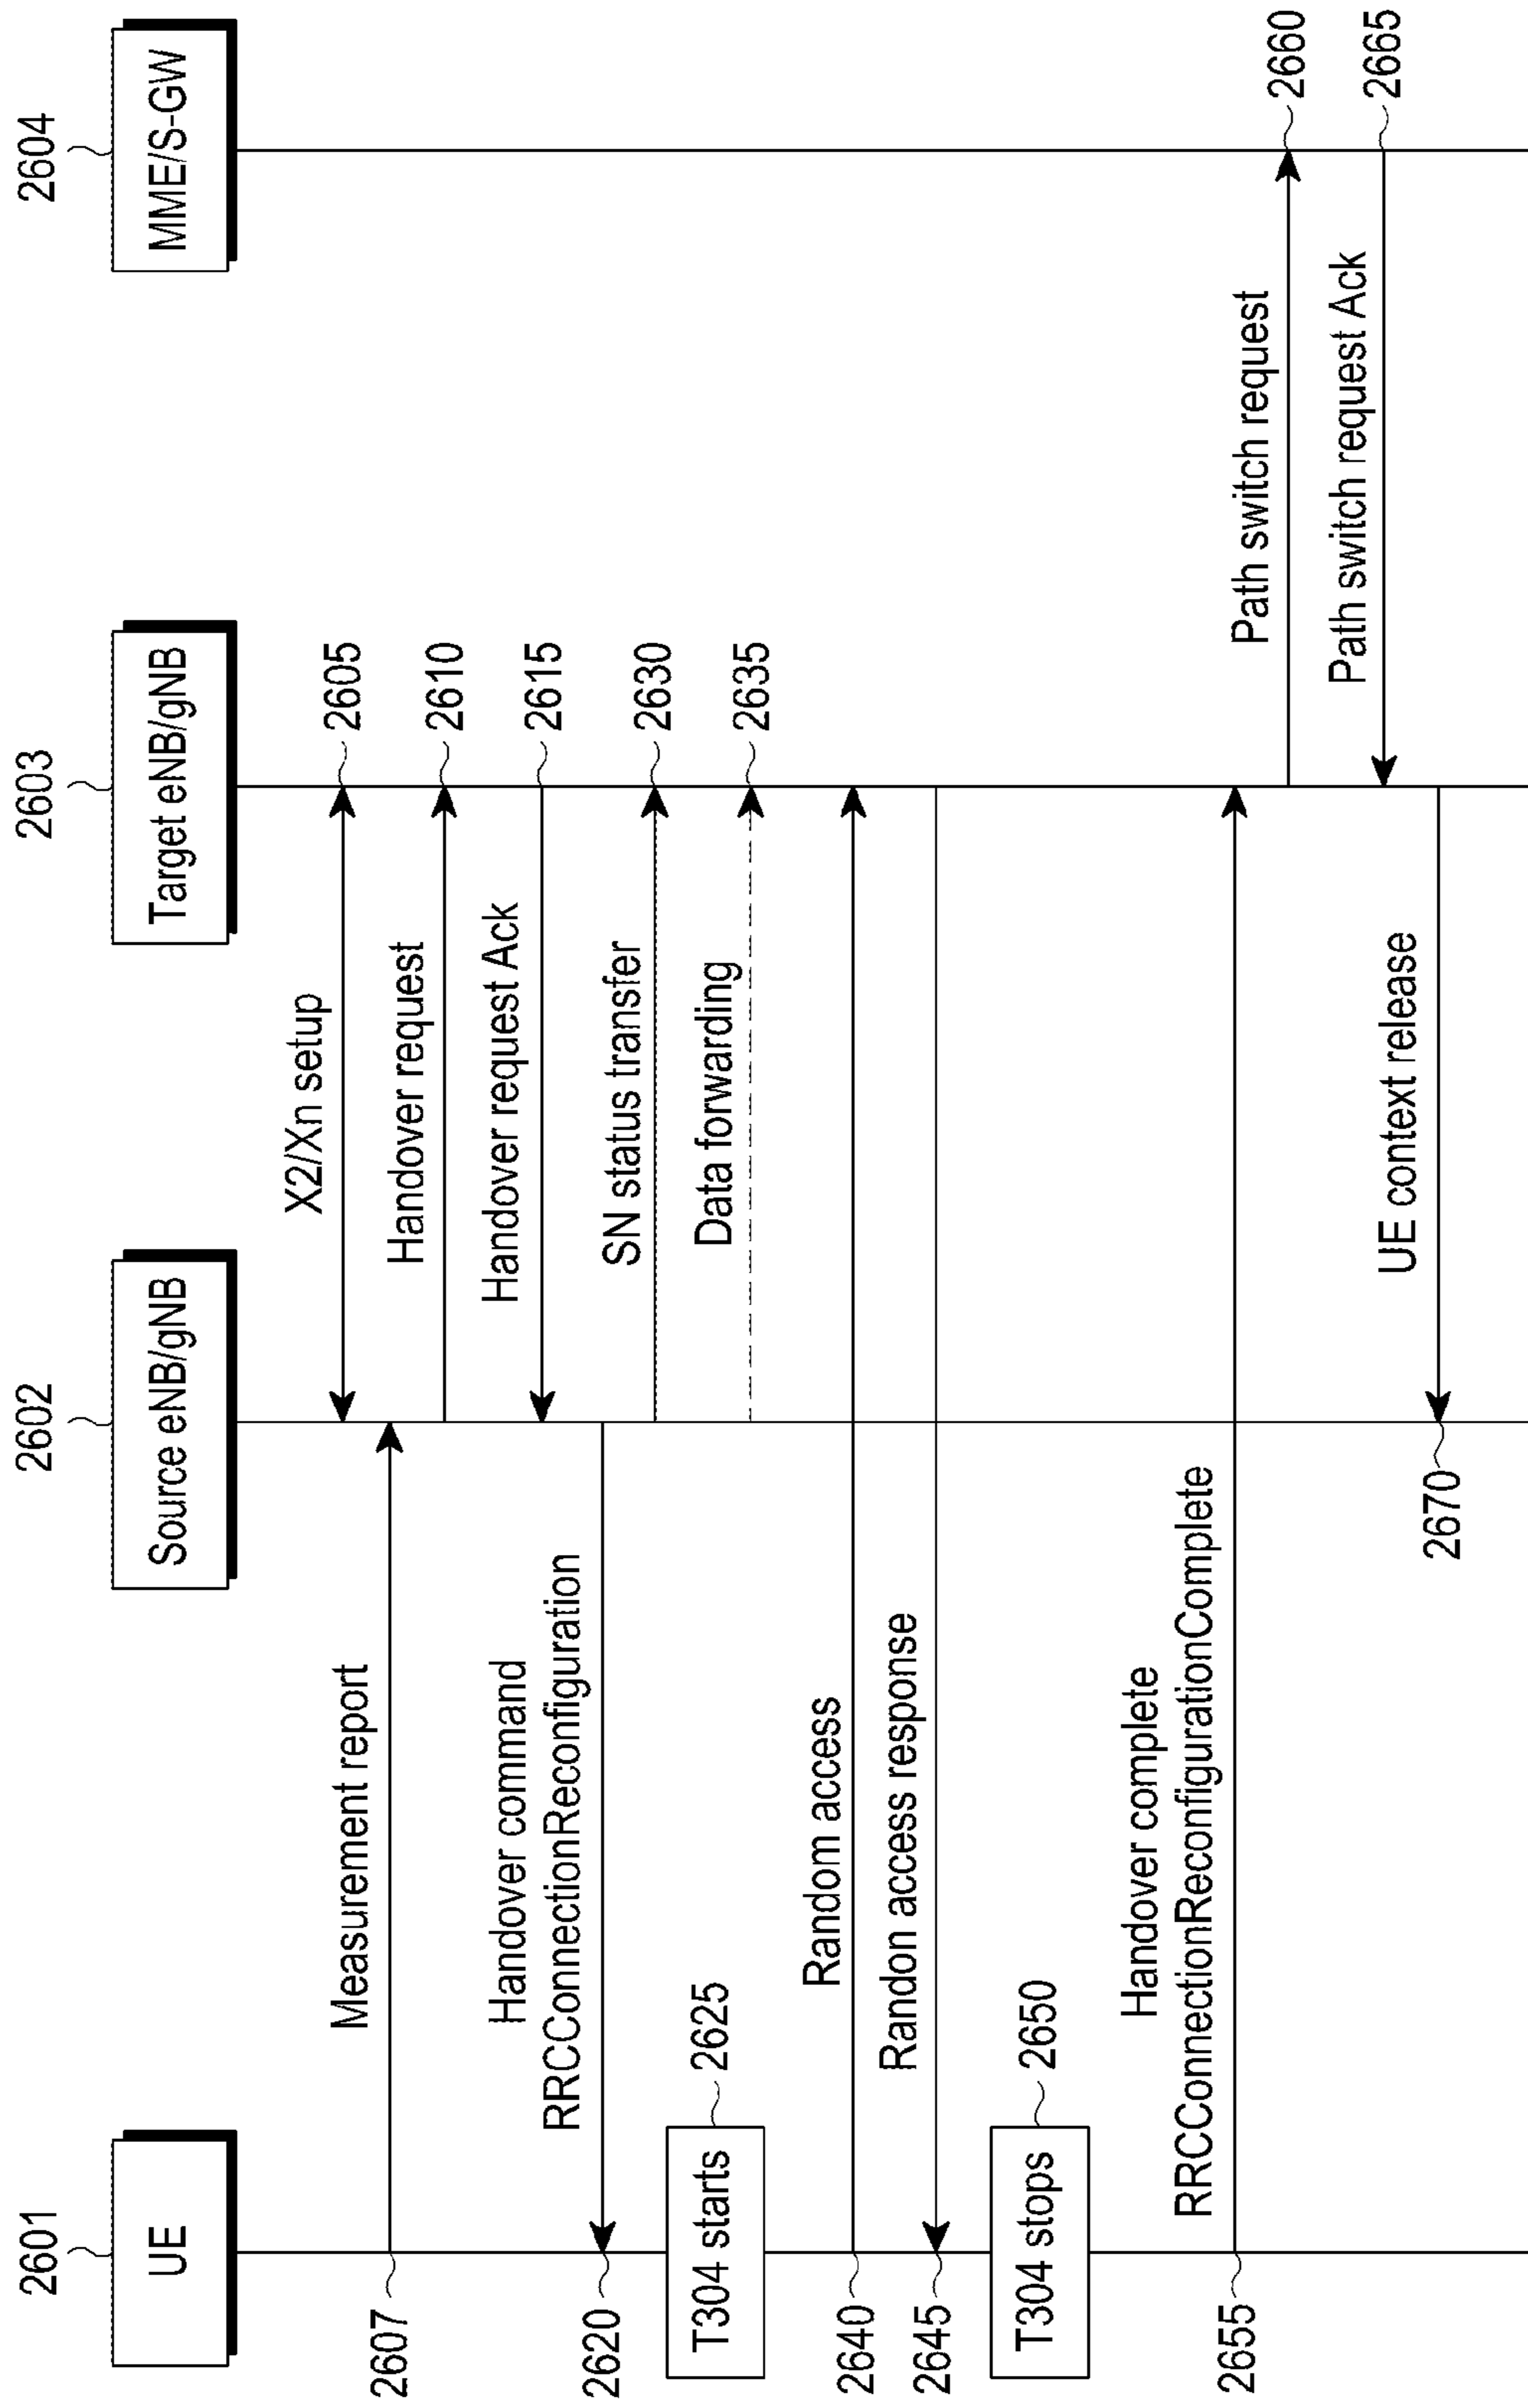 2601
2602
2603
2604
UE
Source eNB/gNB
Target eNB/gNB
MME/S-GW
X2/Xn setup
2605
Measurement report
2607
Handover request
2610
Handover request Ack
2615
Handover command
RRCConnectionReconfiguration
2620
SN status transfer
2630
T304 starts
2625
Data forwarding
2635
Random access
2640
Randon access response
2645
T304 stops
2650
Handover complete
RRCConnectionReconfigurationComplete
2655
Path switch request
2660
Path switch request Ack
2665
UE context release
2670